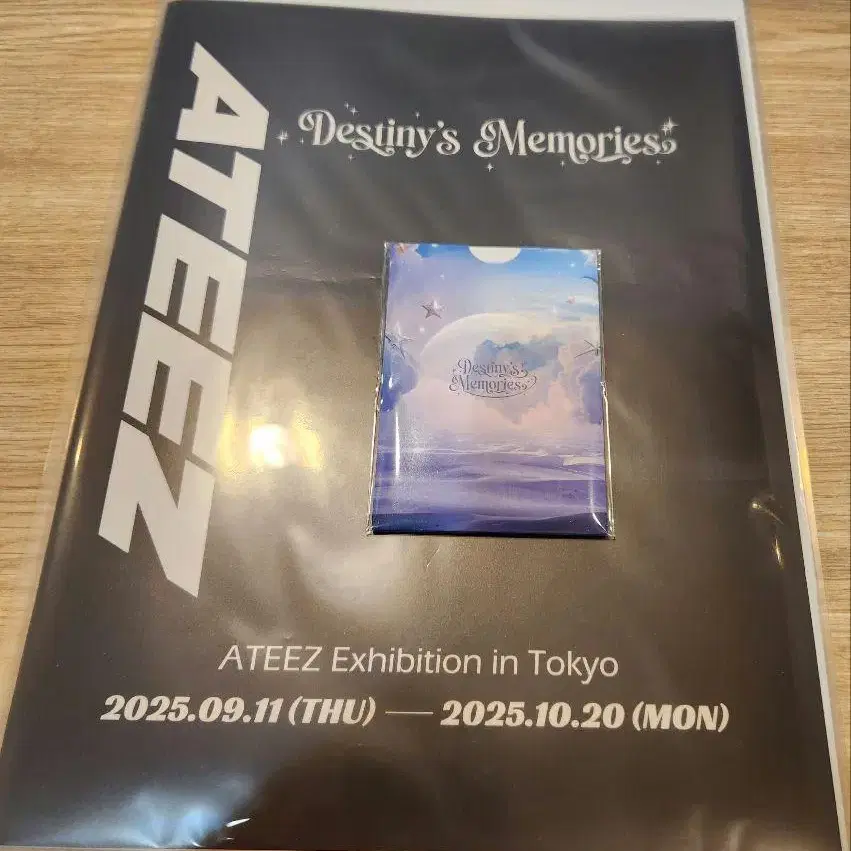 ATEEZ
Destiny's Memories
Destiny's
Memories
ATEEZ Exhibition in Tokyo
2025.09.11 (THU) — 2025.10.20 (MON)